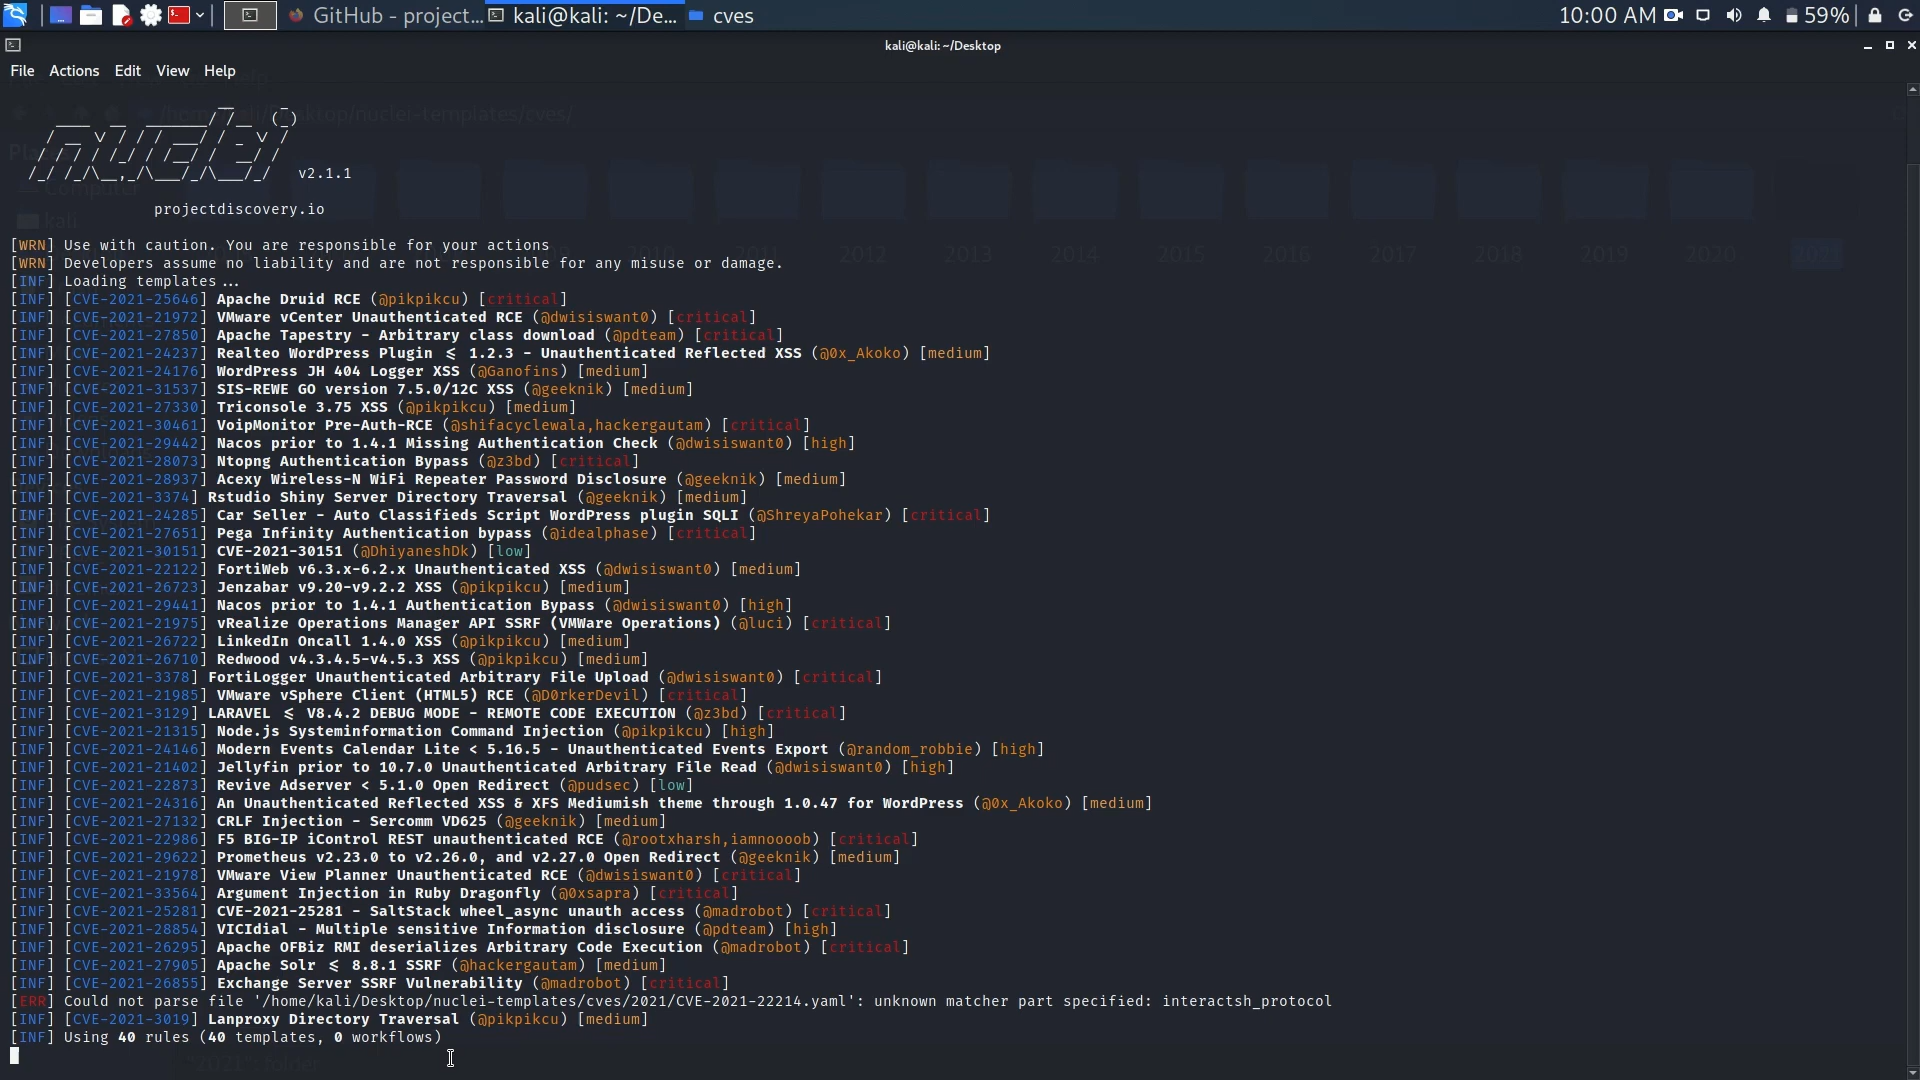 GitHub - project...
kali@kali: ~/De...
cves
10:00 AM
59%
kali@kali: ~/Desktop
File Actions Edit View Help
nuclei v2.1.1
projectdiscovery.io
[WRN] Use with caution. You are responsible for your actions
[WRN] Developers assume no liability and are not responsible for any misuse or damage.
[INF] Loading templates...
[INF] [CVE-2021-25646] Apache Druid RCE (@pikpikcu) [critical]
[INF] [CVE-2021-21972] VMware vCenter Unauthenticated RCE (@dwisiswant0) [critical]
[INF] [CVE-2021-27850] Apache Tapestry - Arbitrary class download (@pdteam) [critical]
[INF] [CVE-2021-24237] Realteo WordPress Plugin <= 1.2.3 - Unauthenticated Reflected XSS (@0x_Akoko) [medium]
[INF] [CVE-2021-24176] WordPress JH 404 Logger XSS (@Ganofins) [medium]
[INF] [CVE-2021-31537] SIS-REWE GO version 7.5.0/12C XSS (@geeknik) [medium]
[INF] [CVE-2021-27330] Triconsole 3.75 XSS (@pikpikcu) [medium]
[INF] [CVE-2021-30461] VoipMonitor Pre-Auth-RCE (@shifacyclewala,hackergautam) [critical]
[INF] [CVE-2021-29442] Nacos prior to 1.4.1 Missing Authentication Check (@dwisiswant0) [high]
[INF] [CVE-2021-28073] Ntopng Authentication Bypass (@z3bd) [critical]
[INF] [CVE-2021-28937] Acexy Wireless-N WiFi Repeater Password Disclosure (@geeknik) [medium]
[INF] [CVE-2021-3374] Rstudio Shiny Server Directory Traversal (@geeknik) [medium]
[INF] [CVE-2021-24285] Car Seller - Auto Classifieds Script WordPress plugin SQLI (@ShreyaPohekar) [critical]
[INF] [CVE-2021-27651] Pega Infinity Authentication bypass (@idealphase) [critical]
[INF] [CVE-2021-30151] CVE-2021-30151 (@DhiyaneshDk) [low]
[INF] [CVE-2021-22122] FortiWeb v6.3.x-6.2.x Unauthenticated XSS (@dwisiswant0) [medium]
[INF] [CVE-2021-26723] Jenzabar v9.20-v9.2.2 XSS (@pikpikcu) [medium]
[INF] [CVE-2021-29441] Nacos prior to 1.4.1 Authentication Bypass (@dwisiswant0) [high]
[INF] [CVE-2021-21975] vRealize Operations Manager API SSRF (VMWare Operations) (@luci) [critical]
[INF] [CVE-2021-26722] LinkedIn Oncall 1.4.0 XSS (@pikpikcu) [medium]
[INF] [CVE-2021-26710] Redwood v4.3.4.5-v4.5.3 XSS (@pikpikcu) [medium]
[INF] [CVE-2021-3378] FortiLogger Unauthenticated Arbitrary File Upload (@dwisiswant0) [critical]
[INF] [CVE-2021-21985] VMware vSphere Client (HTML5) RCE (@D0rkerDevil) [critical]
[INF] [CVE-2021-3129] LARAVEL <= V8.4.2 DEBUG MODE - REMOTE CODE EXECUTION (@z3bd) [critical]
[INF] [CVE-2021-21315] Node.js Systeminformation Command Injection (@pikpikcu) [high]
[INF] [CVE-2021-24146] Modern Events Calendar Lite < 5.16.5 - Unauthenticated Events Export (@random_robbie) [high]
[INF] [CVE-2021-21402] Jellyfin prior to 10.7.0 Unauthenticated Arbitrary File Read (@dwisiswant0) [high]
[INF] [CVE-2021-22873] Revive Adserver < 5.1.0 Open Redirect (@pudsec) [low]
[INF] [CVE-2021-24316] An Unauthenticated Reflected XSS & XFS Mediumish theme through 1.0.47 for WordPress (@0x_Akoko) [medium]
[INF] [CVE-2021-27132] CRLF Injection - Sercomm VD625 (@geeknik) [medium]
[INF] [CVE-2021-22986] F5 BIG-IP iControl REST unauthenticated RCE (@rootxharsh,iamnoooob) [critical]
[INF] [CVE-2021-29622] Prometheus v2.23.0 to v2.26.0, and v2.27.0 Open Redirect (@geeknik) [medium]
[INF] [CVE-2021-21978] VMware View Planner Unauthenticated RCE (@dwisiswant0) [critical]
[INF] [CVE-2021-33564] Argument Injection in Ruby Dragonfly (@0xsapra) [critical]
[INF] [CVE-2021-25281] CVE-2021-25281 - SaltStack wheel_async unauth access (@madrobot) [critical]
[INF] [CVE-2021-28854] VICIdial - Multiple sensitive Information disclosure (@pdteam) [high]
[INF] [CVE-2021-26295] Apache OFBiz RMI deserializes Arbitrary Code Execution (@madrobot) [critical]
[INF] [CVE-2021-27905] Apache Solr <= 8.8.1 SSRF (@hackergautam) [medium]
[INF] [CVE-2021-26855] Exchange Server SSRF Vulnerability (@madrobot) [critical]
[ERR] Could not parse file '/home/kali/Desktop/nuclei-templates/cves/2021/CVE-2021-22214.yaml': unknown matcher part specified: interactsh_protocol
[INF] [CVE-2021-3019] Lanproxy Directory Traversal (@pikpikcu) [medium]
[INF] Using 40 rules (40 templates, 0 workflows)